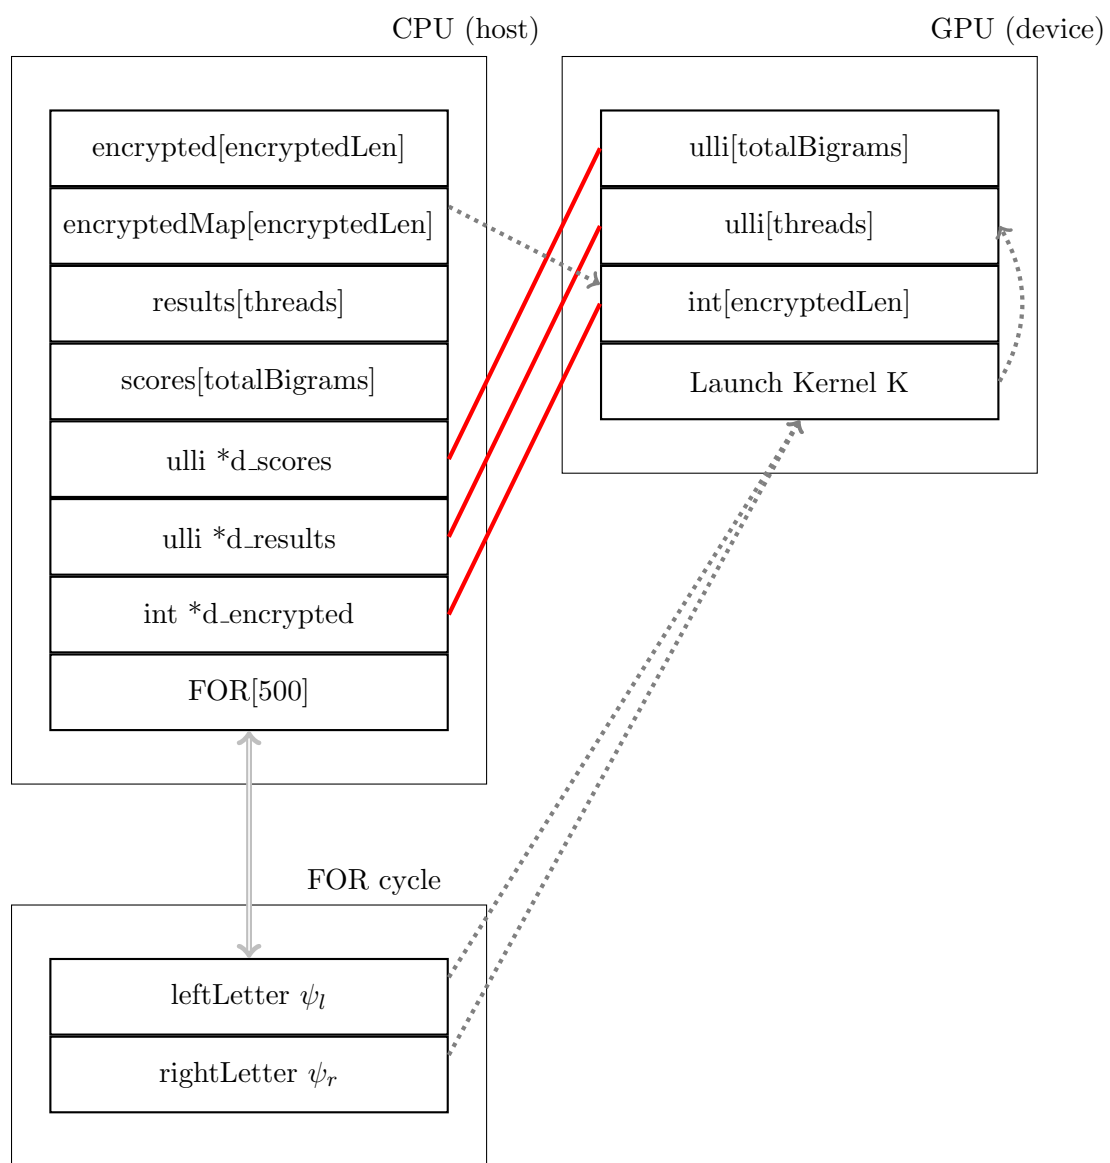 CPU (host)
encrypted[encryptedLen]
encryptedMap[encryptedLen]
results[threads]
scores[totalBigrams]
ulli *d_scores
ulli *d_results
int *d_encrypted
FOR[500]
GPU (device)
ulli[totalBigrams]
ulli[threads]
int[encryptedLen]
Launch Kernel K
FOR cycle
leftLetter ψ_l
rightLetter ψ_r